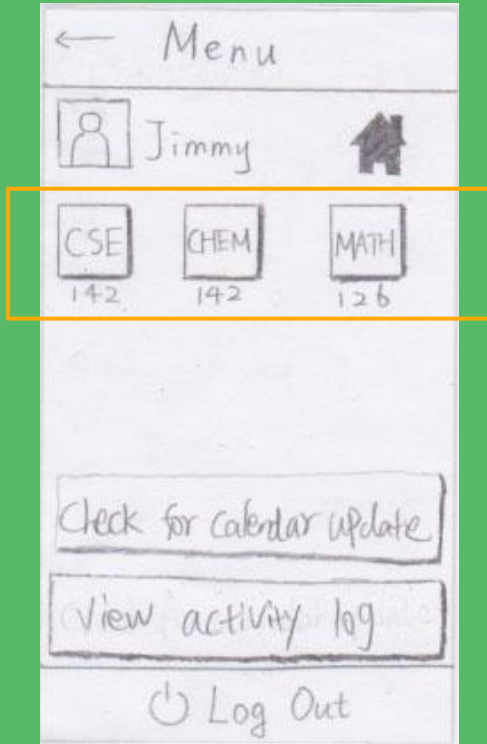 ← Menu
Jimmy
CSE CHEM MATH
142 142 126
Check for calendar update
View activity log
Log Out